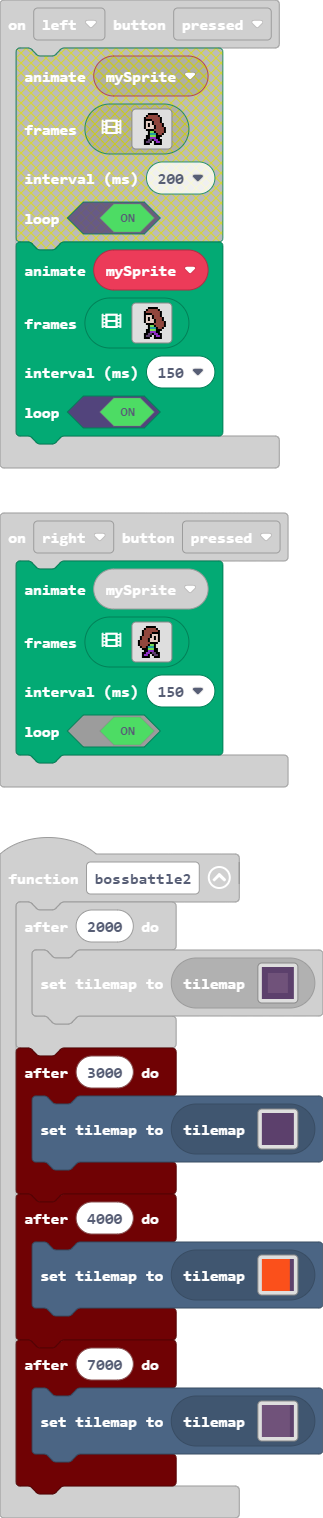 on left button pressed
animate mySprite
frames
interval (ms) 200
loop ON
animate mySprite
frames
interval (ms) 150
loop ON
on right button pressed
animate mySprite
frames
interval (ms) 150
loop ON
function bossbattle2
after 2000 do
set tilemap to tilemap
after 3000 do
set tilemap to tilemap
after 4000 do
set tilemap to tilemap
after 7000 do
set tilemap to tilemap